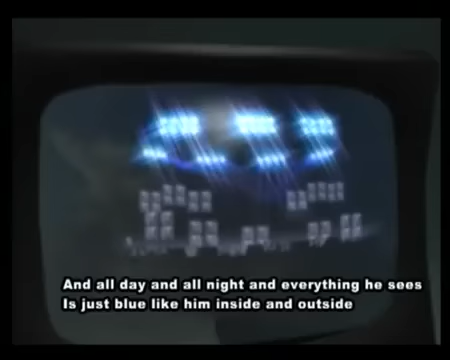 And all day and all night and everything he sees
Is just blue like him inside and outside